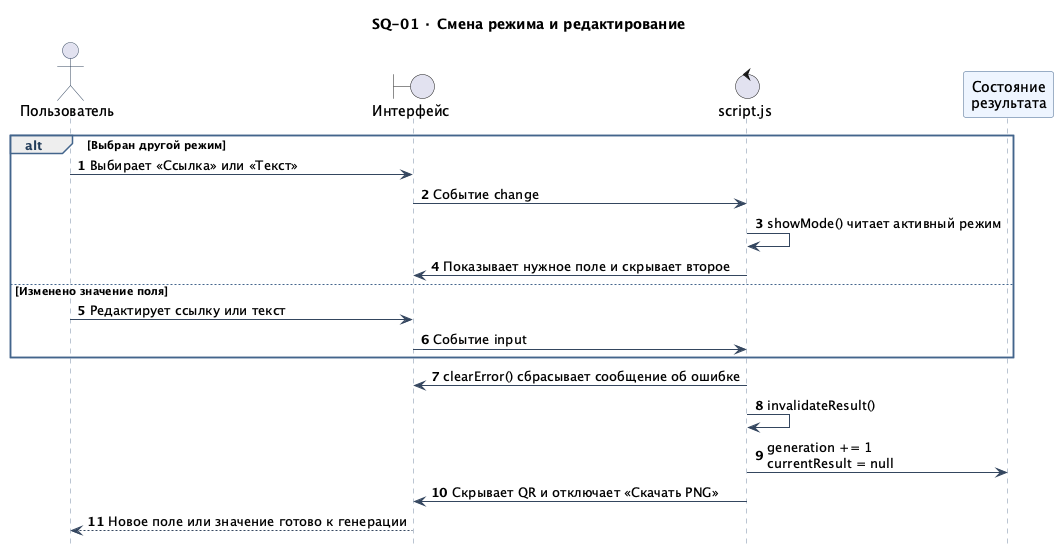 SQ-01 · Смена режима и редактирование
Пользователь
Интерфейс
script.js
Состояние
результата
alt
[Выбран другой режим]
1 Выбирает «Ссылка» или «Текст»
2 Событие change
3 showMode() читает активный режим
4 Показывает нужное поле и скрывает второе
[Изменено значение поля]
5 Редактирует ссылку или текст
6 Событие input
7 clearError() сбрасывает сообщение об ошибке
8 invalidateResult()
9 generation += 1
currentResult = null
10 Скрывает QR и отключает «Скачать PNG»
11 Новое поле или значение готово к генерации